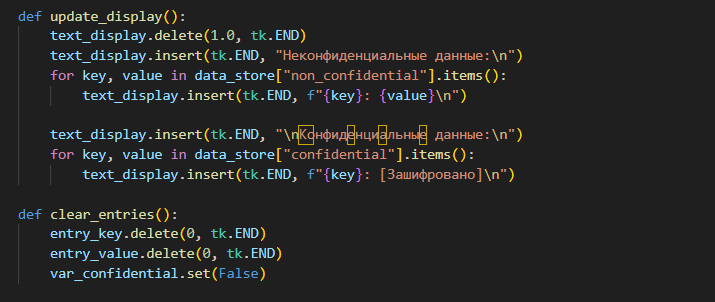 def update_display():
    text_display.delete(1.0, tk.END)
    text_display.insert(tk.END, "Неконфиденциальные данные:\n")
    for key, value in data_store["non_confidential"].items():
        text_display.insert(tk.END, f"{key}: {value}\n")

    text_display.insert(tk.END, "\nКонфиденциальные данные:\n")
    for key, value in data_store["confidential"].items():
        text_display.insert(tk.END, f"{key}: [Зашифровано]\n")

def clear_entries():
    entry_key.delete(0, tk.END)
    entry_value.delete(0, tk.END)
    var_confidential.set(False)